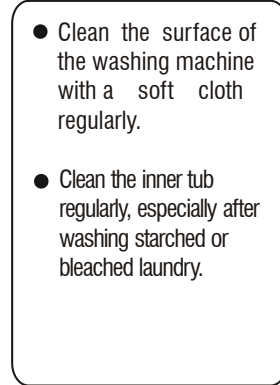 ● Clean the surface of
the washing machine
with a soft cloth
regularly.
● Clean the inner tub
regularly, especially after
washing starched or
bleached laundry.